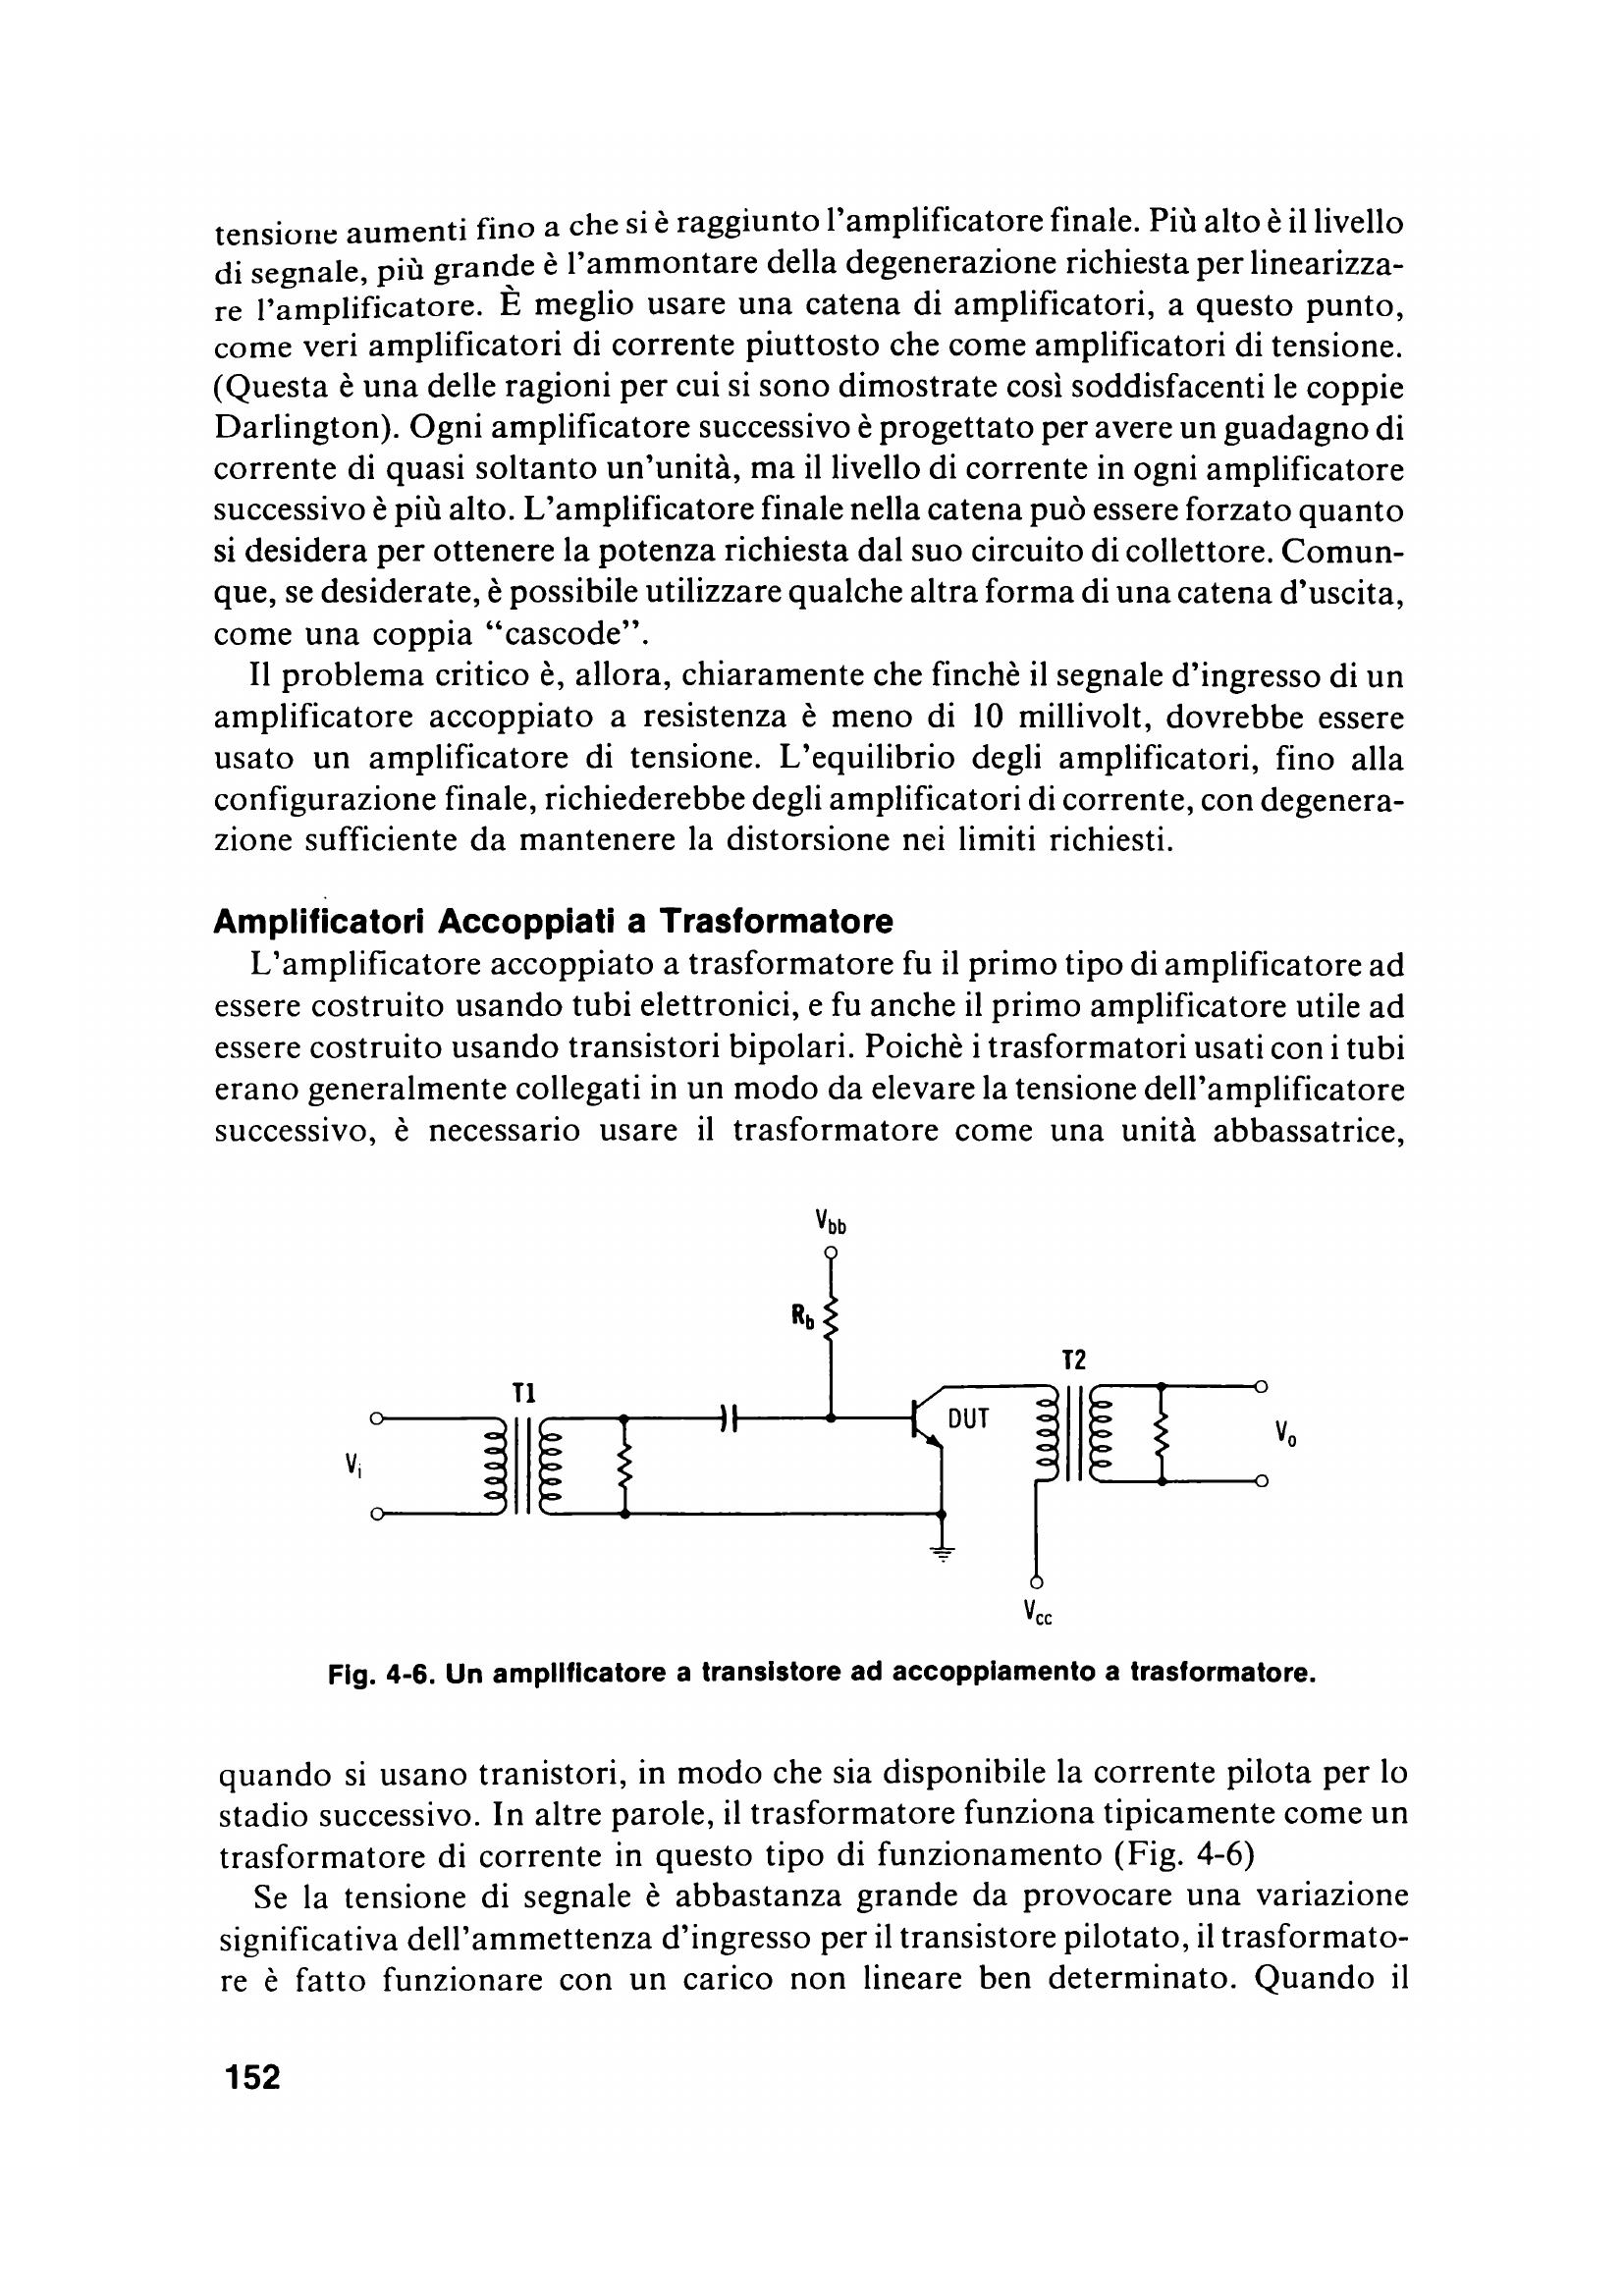 tensione aumenti fino a che si è raggiunto l'amplificatore finale. Più alto è il livello
di segnale, più grande è l'ammontare della degenerazione richiesta per linearizza-
re l'amplificatore. È meglio usare una catena di amplificatori, a questo punto,
come veri amplificatori di corrente piuttosto che come amplificatori di tensione.
(Questa è una delle ragioni per cui si sono dimostrate così soddisfacenti le coppie
Darlington). Ogni amplificatore successivo è progettato per avere un guadagno di
corrente di quasi soltanto un'unità, ma il livello di corrente in ogni amplificatore
successivo è più alto. L'amplificatore finale nella catena può essere forzato quanto
si desidera per ottenere la potenza richiesta dal suo circuito di collettore. Comun-
que, se desiderate, è possibile utilizzare qualche altra forma di una catena d'uscita,
come una coppia “cascode”.
Il problema critico è, allora, chiaramente che finchè il segnale d'ingresso di un
amplificatore accoppiato a resistenza è meno di 10 millivolt, dovrebbe essere
usato un amplificatore di tensione. L'equilibrio degli amplificatori, fino alla
configurazione finale, richiederebbe degli amplificatori di corrente, con degenera-
zione sufficiente da mantenere la distorsione nei limiti richiesti.
Amplificatori Accoppiati a Trasformatore
L'amplificatore accoppiato a trasformatore fu il primo tipo di amplificatore ad
essere costruito usando tubi elettronici, e fu anche il primo amplificatore utile ad
essere costruito usando transistori bipolari. Poichè i trasformatori usati con i tubi
erano generalmente collegati in un modo da elevare la tensione dell'amplificatore
successivo, è necessario usare il trasformatore come una unità abbassatrice,
Vbb
Rb
T2
T1
DUT
Vo
Vi
Vcc
Fig. 4-6. Un amplificatore a transistore ad accoppiamento a trasformatore.
quando si usano tranistori, in modo che sia disponibile la corrente pilota per lo
stadio successivo. In altre parole, il trasformatore funziona tipicamente come un
trasformatore di corrente in questo tipo di funzionamento (Fig. 4-6)
Se la tensione di segnale è abbastanza grande da provocare una variazione
significativa dell'ammettenza d'ingresso per il transistore pilotato, il trasformato-
re è fatto funzionare con un carico non lineare ben determinato. Quando il
152